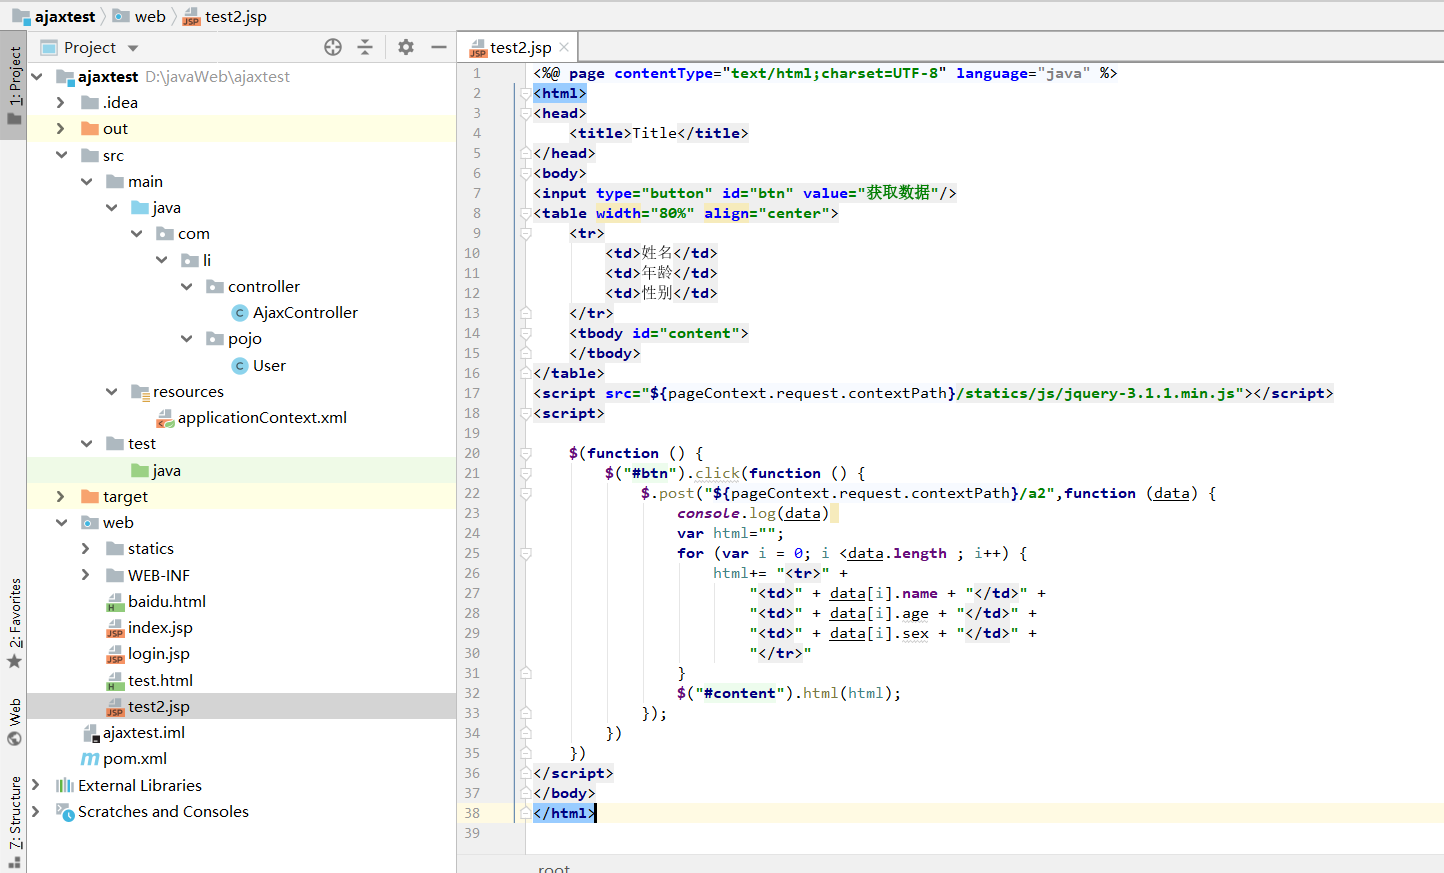 ajaxtest
web
test2.jsp
Project
test2.jsp
1: Project
2: Favorites
Web
7: Structure
ajaxtest D:\javaWeb\ajaxtest
.idea
out
src
main
java
com
li
controller
AjaxController
pojo
User
resources
applicationContext.xml
test
java
target
web
statics
WEB-INF
baidu.html
index.jsp
login.jsp
test.html
test2.jsp
ajaxtest.iml
pom.xml
External Libraries
Scratches and Consoles
1 <%@ page contentType="text/html;charset=UTF-8" language="java" %>
2 <html>
3 <head>
4     <title>Title</title>
5 </head>
6 <body>
7 <input type="button" id="btn" value="获取数据"/>
8 <table width="80%" align="center">
9     <tr>
10         <td>姓名</td>
11         <td>年龄</td>
12         <td>性别</td>
13     </tr>
14     <tbody id="content">
15     </tbody>
16 </table>
17 <script src="${pageContext.request.contextPath}/statics/js/jquery-3.1.1.min.js"></script>
18 <script>
19
20     $(function () {
21         $("#btn").click(function () {
22             $.post("${pageContext.request.contextPath}/a2",function (data) {
23                 console.log(data)
24                 var html="";
25                 for (var i = 0; i <data.length ; i++) {
26                     html+= "<tr>" +
27                         "<td>" + data[i].name + "</td>" +
28                         "<td>" + data[i].age + "</td>" +
29                         "<td>" + data[i].sex + "</td>" +
30                         "</tr>"
31                 }
32                 $("#content").html(html);
33             });
34         })
35     })
36 </script>
37 </body>
38 </html>
39
root